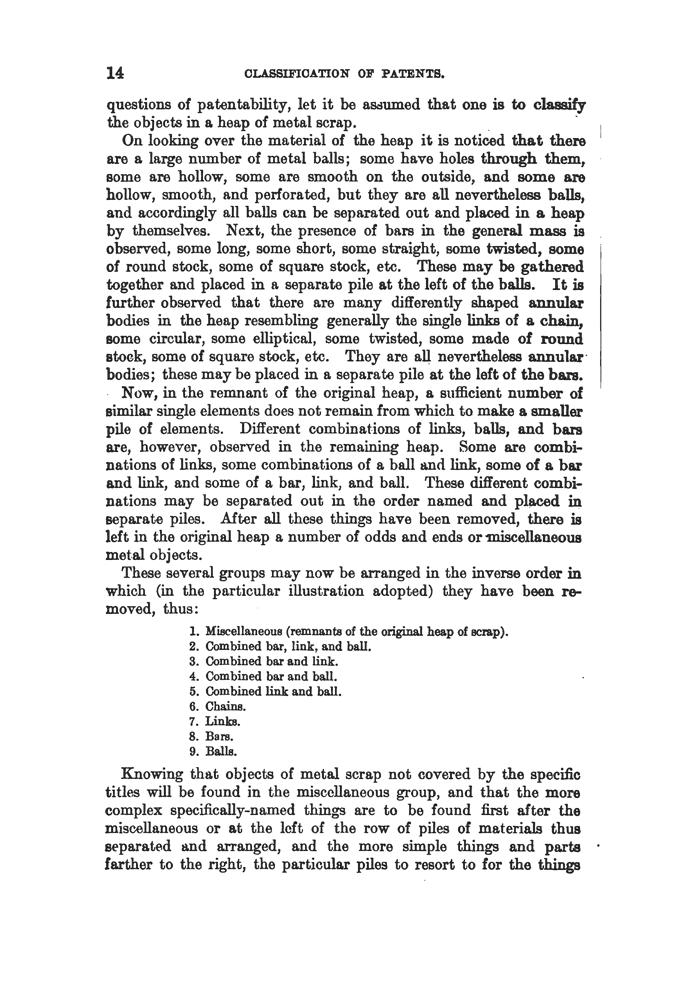 14 CLASSIFICATION OF PATENTS.
questions of patentability, let it be assumed that one is to classify
the objects in a heap of metal scrap.
On looking over the material of the heap it is noticed that there
are a large number of metal balls; some have holes through them,
some are hollow, some are smooth on the outside, and some are
hollow, smooth, and perforated, but they are all nevertheless balls,
and accordingly all balls can be separated out and placed in a heap
by themselves. Next, the presence of bars in the general mass is
observed, some long, some short, some straight, some twisted, some
of round stock, some of square stock, etc. These may be gathered
together and placed in a separate pile at the left of the balls. It is
further observed that there are many differently shaped annular
bodies in the heap resembling generally the single links of a chain,
some circular, some elliptical, some twisted, some made of round
stock, some of square stock, etc. They are all nevertheless annular
bodies; these may be placed in a separate pile at the left of the bars.
Now, in the remnant of the original heap, a sufficient number of
similar single elements does not remain from which to make a smaller
pile of elements. Different combinations of links, balls, and bars
are, however, observed in the remaining heap. Some are combi-
nations of links, some combinations of a ball and link, some of a bar
and link, and some of a bar, link, and ball. These different combi-
nations may be separated out in the order named and placed in
separate piles. After all these things have been removed, there is
left in the original heap a number of odds and ends or miscellaneous
metal objects.
These several groups may now be arranged in the inverse order in
which (in the particular illustration adopted) they have been re-
moved, thus:
1. Miscellaneous (remnants of the original heap of scrap).
2. Combined bar, link, and ball.
3. Combined bar and link.
4. Combined bar and ball.
5. Combined link and ball.
6. Chains.
7. Links.
8. Bars.
9. Balls.
Knowing that objects of metal scrap not covered by the specific
titles will be found in the miscellaneous group, and that the more
complex specifically-named things are to be found first after the
miscellaneous or at the left of the row of piles of materials thus
separated and arranged, and the more simple things and parts
farther to the right, the particular piles to resort to for the things